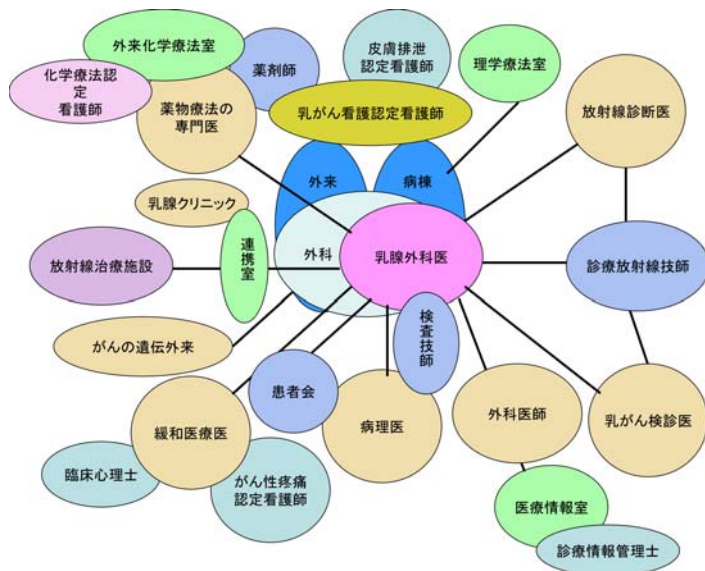 外来化学療法室
薬剤師
皮膚排泄
認定看護師
理学療法室
化学療法認
定
看護師
薬物療法の
専門医
乳がん看護認定看護師
放射線診断医
外来
病棟
乳腺クリニック
連携室
外科
乳腺外科医
放射線治療施設
診療放射線技師
検査技師
がんの遺伝外来
患者会
病理医
外科医師
乳がん検診医
緩和医療医
臨床心理士
がん性疼痛
認定看護師
医療情報室
診療情報管理士